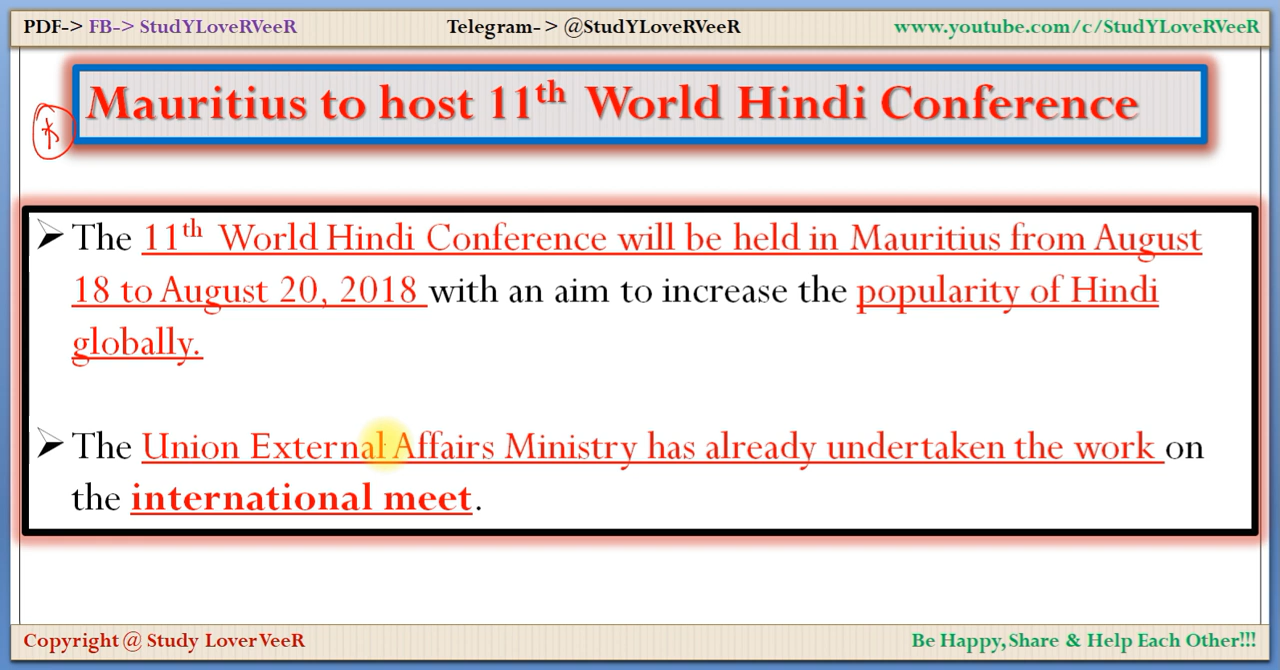 PDF-> FB-> StudYLoveRVeeR Telegram- > @StudYLoveRVeeR www.youtube.com/c/StudYLoveRVeeR
Mauritius to host 11th World Hindi Conference
➢ The 11th World Hindi Conference will be held in Mauritius from August
18 to August 20, 2018 with an aim to increase the popularity of Hindi
globally.
➢ The Union External Affairs Ministry has already undertaken the work on
the international meet.
Copyright @ Study Lover VeeR Be Happy, Share & Help Each Other!!!